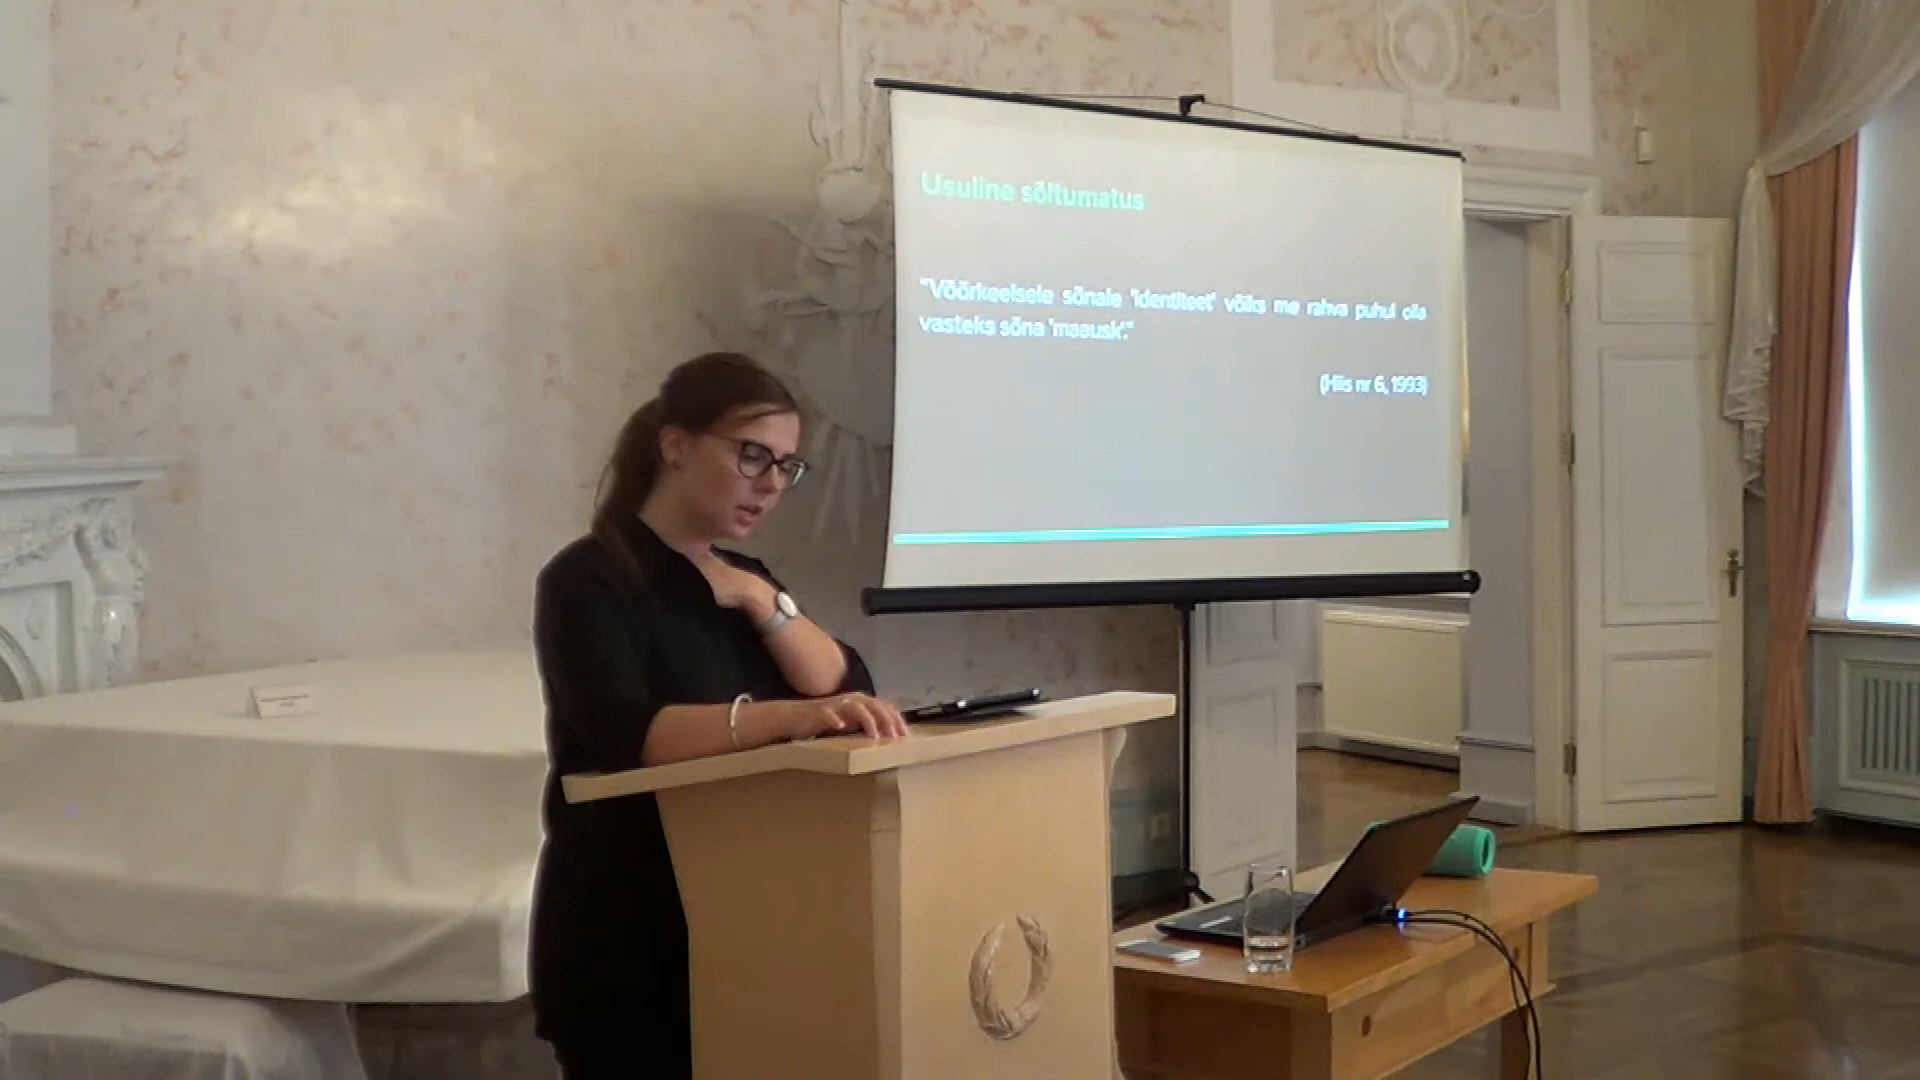 Usuline sõltumatus
"Võõrkeelsele sõnale 'identiteet' võiks me rahva puhul olla
vasteks sõna 'maausk'."
(Hiis nr 6, 1993)